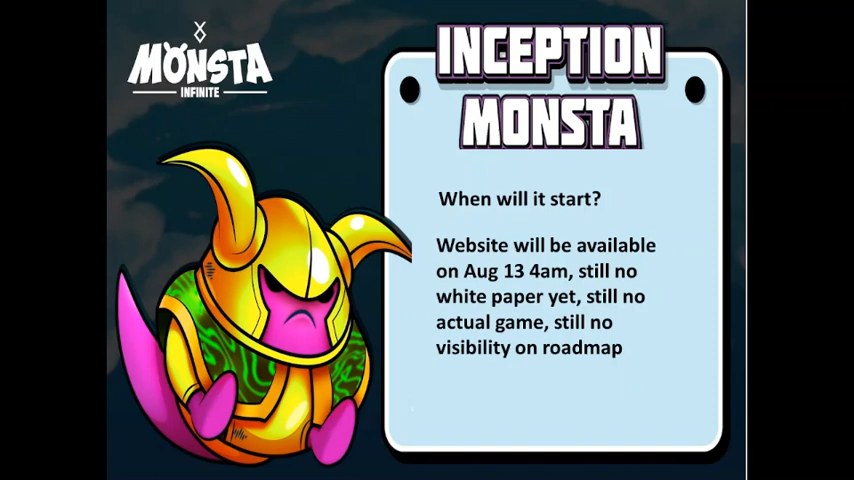 MONSTA
INFINITE
INCEPTION
MONSTA
When will it start?
Website will be available
on Aug 13 4am, still no
white paper yet, still no
actual game, still no
visibility on roadmap